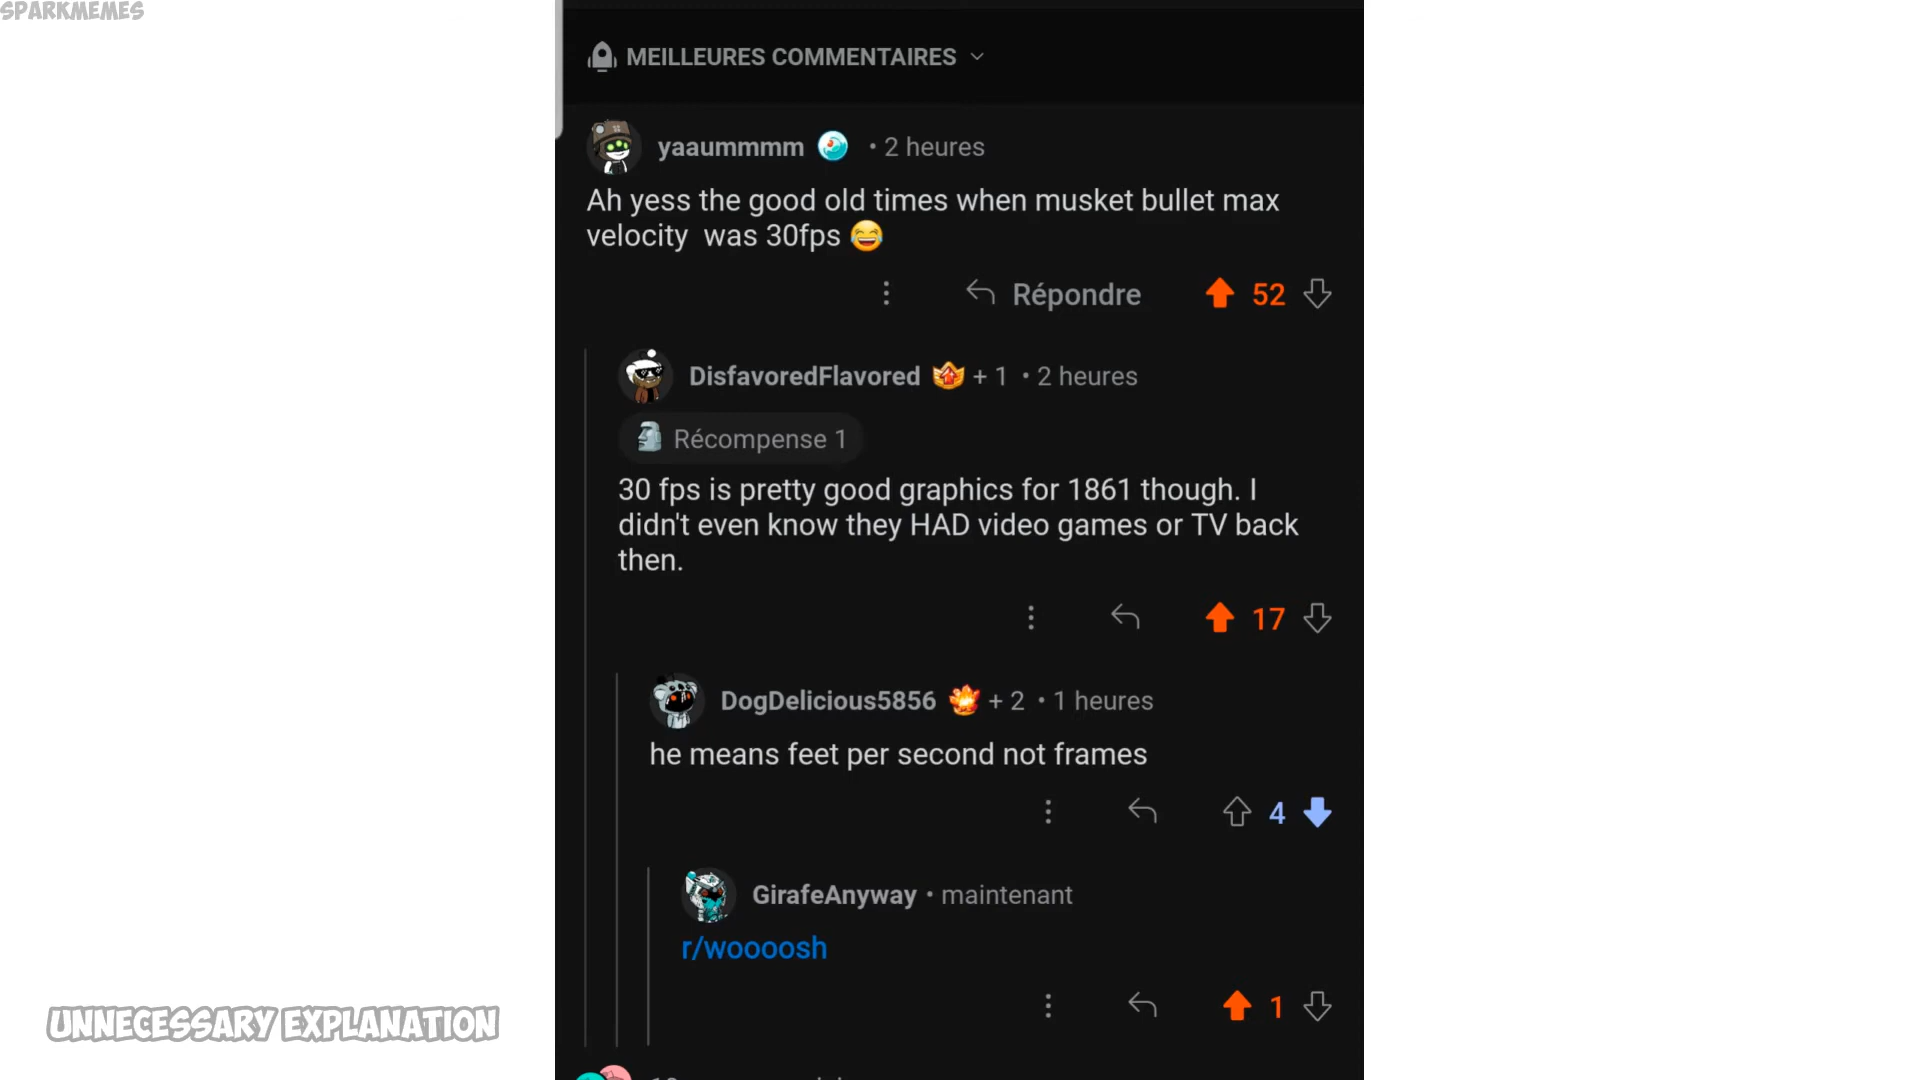 SPARKMEMES
MEILLEURES COMMENTAIRES
yaaummmm • 2 heures
Ah yess the good old times when musket bullet max
velocity was 30fps 😂
Répondre 52
DisfavoredFlavored + 1 • 2 heures
Récompense 1
30 fps is pretty good graphics for 1861 though. I
didn't even know they HAD video games or TV back
then.
17
DogDelicious5856 + 2 • 1 heures
he means feet per second not frames
4
GirafeAnyway • maintenant
r/woooosh
1
UNNECESSARY EXPLANATION